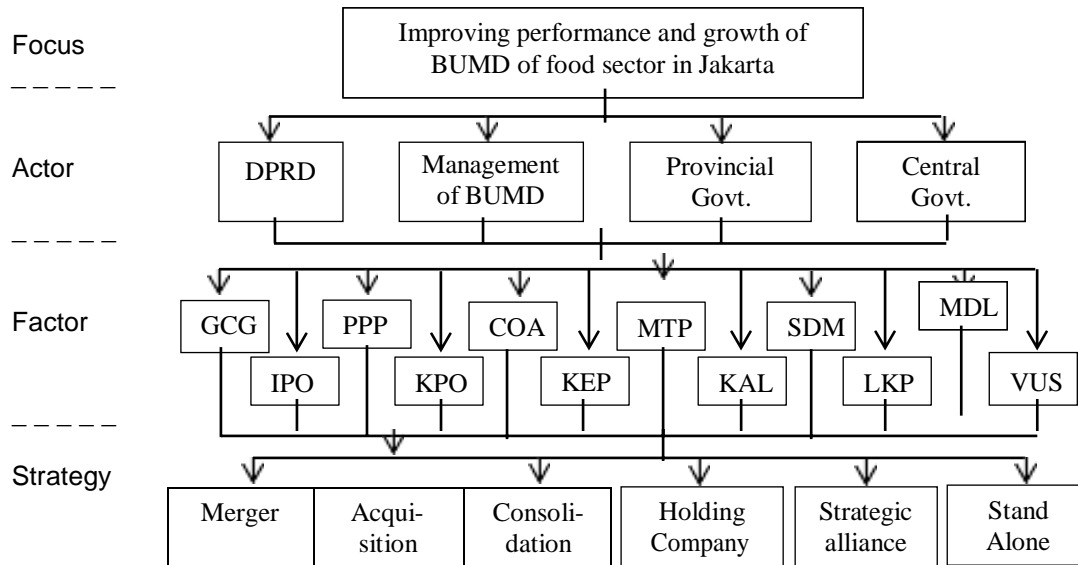 Focus
Improving performance and growth of
BUMD of food sector in Jakarta
Actor
DPRD
Management
of BUMD
Provincial
Govt.
Central
Govt.
Factor
GCG
PPP
COA
MTP
SDM
MDL
IPO
KPO
KEP
KAL
LKP
VUS
Strategy
Merger
Acqui-
sition
Consoli-
dation
Holding
Company
Strategic
alliance
Stand
Alone